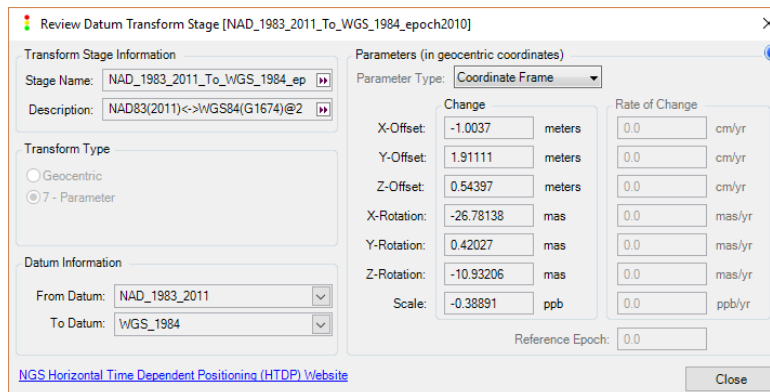 Review Datum Transform Stage [NAD_1983_2011_To_WGS_1984_epoch2010]
Transform Stage Information
Stage Name: NAD_1983_2011_To_WGS_1984_ep
Description: NAD83(2011)<->WGS84(G1674)@2
Transform Type
Geocentric
7 - Parameter
Datum Information
From Datum: NAD_1983_2011
To Datum: WGS_1984
NGS Horizontal Time Dependent Positioning (HTDP) Website
Parameters (in geocentric coordinates)
Parameter Type: Coordinate Frame
Change Rate of Change
X-Offset: -1.0037 meters 0.0 cm/yr
Y-Offset: 1.91111 meters 0.0 cm/yr
Z-Offset: 0.54397 meters 0.0 cm/yr
X-Rotation: -26.78138 mas 0.0 mas/yr
Y-Rotation: 0.42027 mas 0.0 mas/yr
Z-Rotation: -10.93206 mas 0.0 mas/yr
Scale: -0.38891 ppb 0.0 ppb/yr
Reference Epoch: 0.0
Close